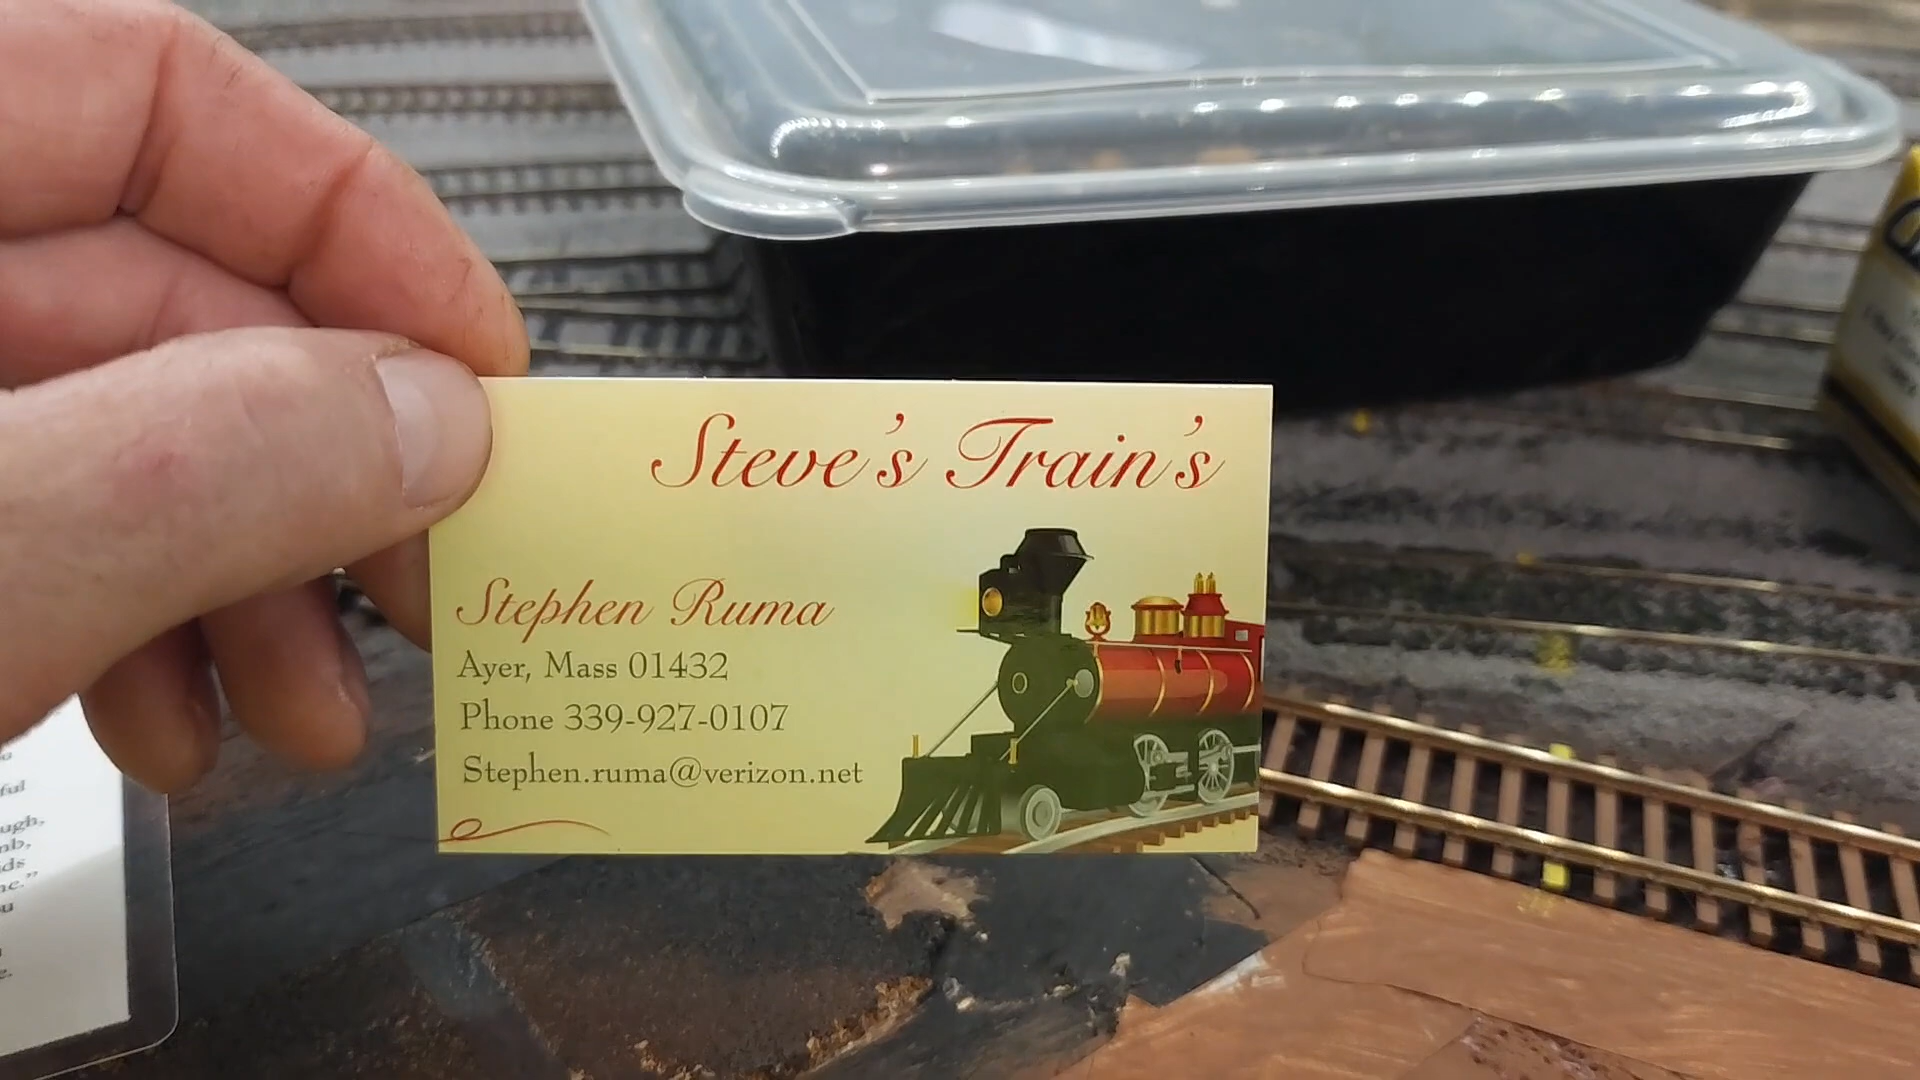 Steve's Train's
Stephen Ruma
Ayer, Mass 01432
Phone 339-927-0107
Stephen.ruma@verizon.net